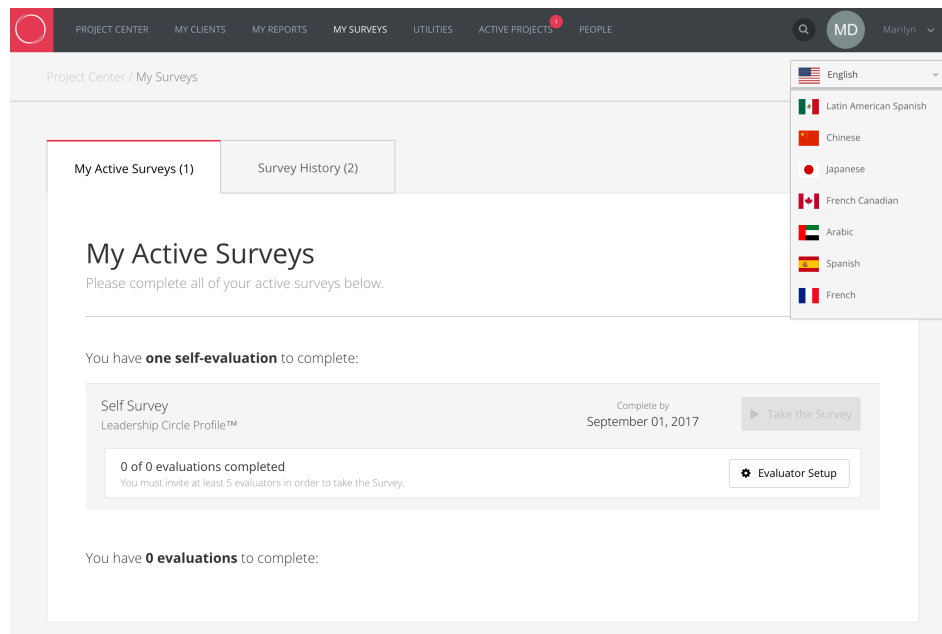 PROJECT CENTER
MY CLIENTS
MY REPORTS
MY SURVEYS
UTILITIES
ACTIVE PROJECTS
1
PEOPLE
MD
Marilyn
Project Center / My Surveys
English
Latin American Spanish
Chinese
Japanese
French Canadian
Arabic
Spanish
French
My Active Surveys (1)
Survey History (2)
My Active Surveys
Please complete all of your active surveys below.
You have one self-evaluation to complete:
Self Survey
Leadership Circle Profile™
Complete by
September 01, 2017
Take the Survey
0 of 0 evaluations completed
You must invite at least 5 evaluators in order to take the Survey.
Evaluator Setup
You have 0 evaluations to complete: